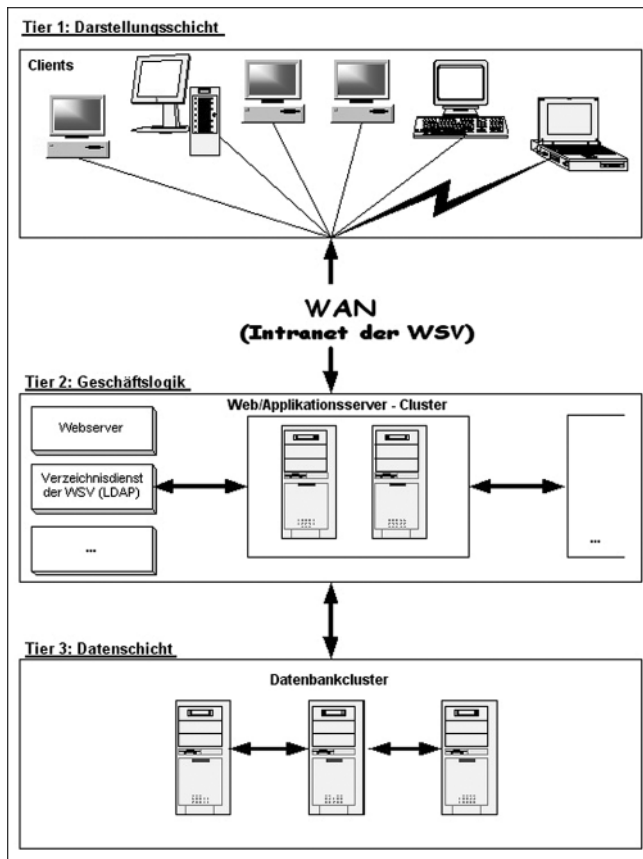 Tier 1: Darstellungsschicht
Clients
WAN
(Intranet der WSV)
Tier 2: Geschäftslogik
Web/Applikationsserver - Cluster
Webserver
Verzeichnisdienst
der WSV (LDAP)
...
...
Tier 3: Datenschicht
Datenbankcluster